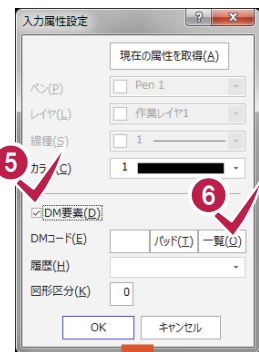 入力属性設定
現在の属性を取得(A)
ペン(P) Pen 1
レイヤ(L) 作業レイヤ1
線種(S) 1
カラー(C) 1
5
6
DM要素(D)
DMコード(E) パッド(T) 一覧(O)
履歴(H)
図形区分(K) 0
OK キャンセル